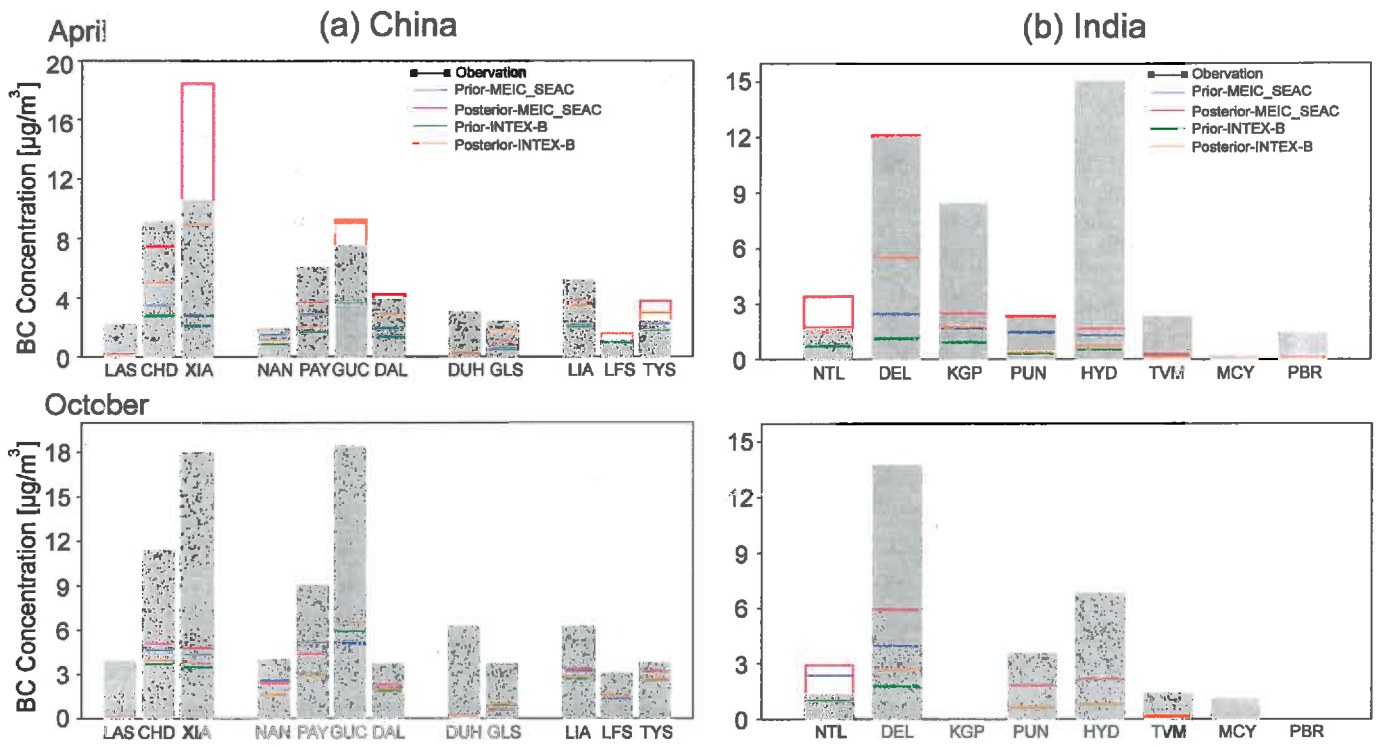 (a) China
(b) India
April
BC Concentration [µg/m³]
20
16
12
8
4
0
Obervation
Prior-MEIC_SEAC
Posterior-MEIC_SEAC
Prior-INTEX-B
Posterior-INTEX-B
LAS CHD XIA NAN PAY GUC DAL DUH GLS LIA LFS TYS
15
12
9
6
3
0
Obervation
Prior-MEIC_SEAC
Posterior-MEIC_SEAC
Prior-INTEX-B
Posterior-INTEX-B
NTL DEL KGP PUN HYD TVM MCY PBR
October
BC Concentration [µg/m³]
18
15
12
9
6
3
0
LAS CHD XIA NAN PAY GUC DAL DUH GLS LIA LFS TYS
15
12
9
6
3
0
NTL DEL KGP PUN HYD TVM MCY PBR